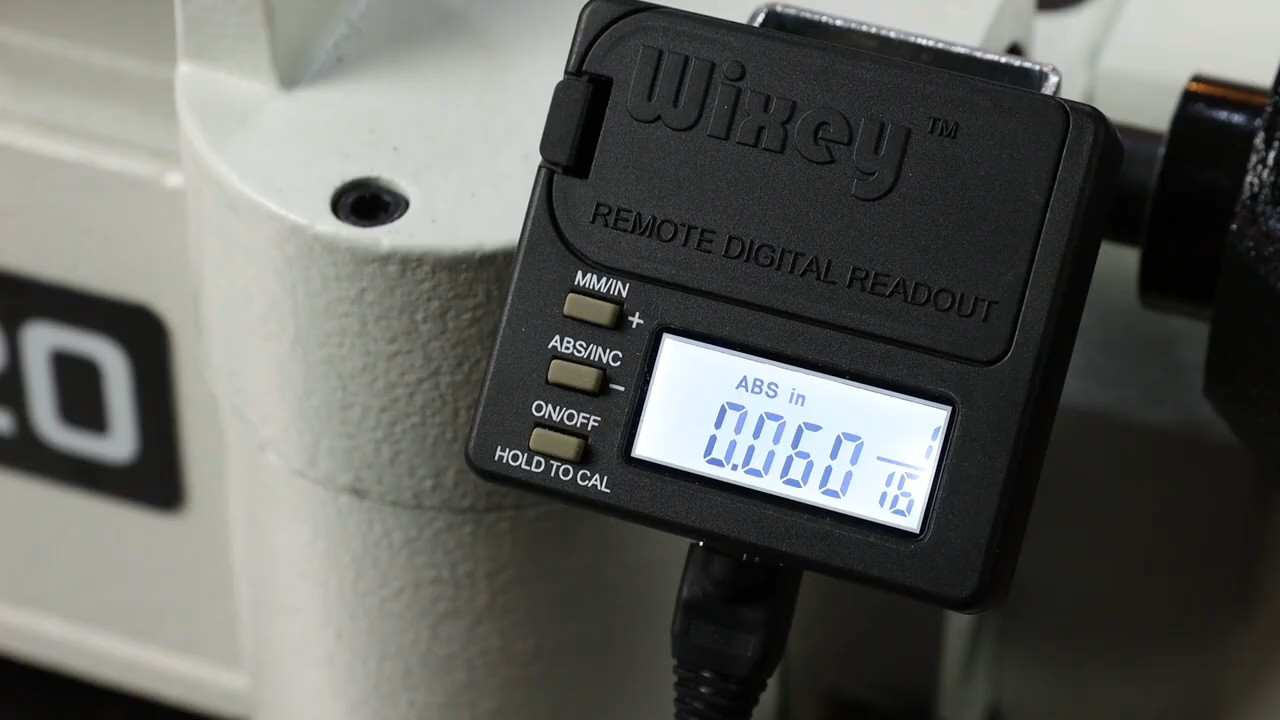 Wixey™
REMOTE DIGITAL READOUT
MM/IN
+
ABS/INC
–
ON/OFF
HOLD TO CAL
ABS in
0.060 1/16
20